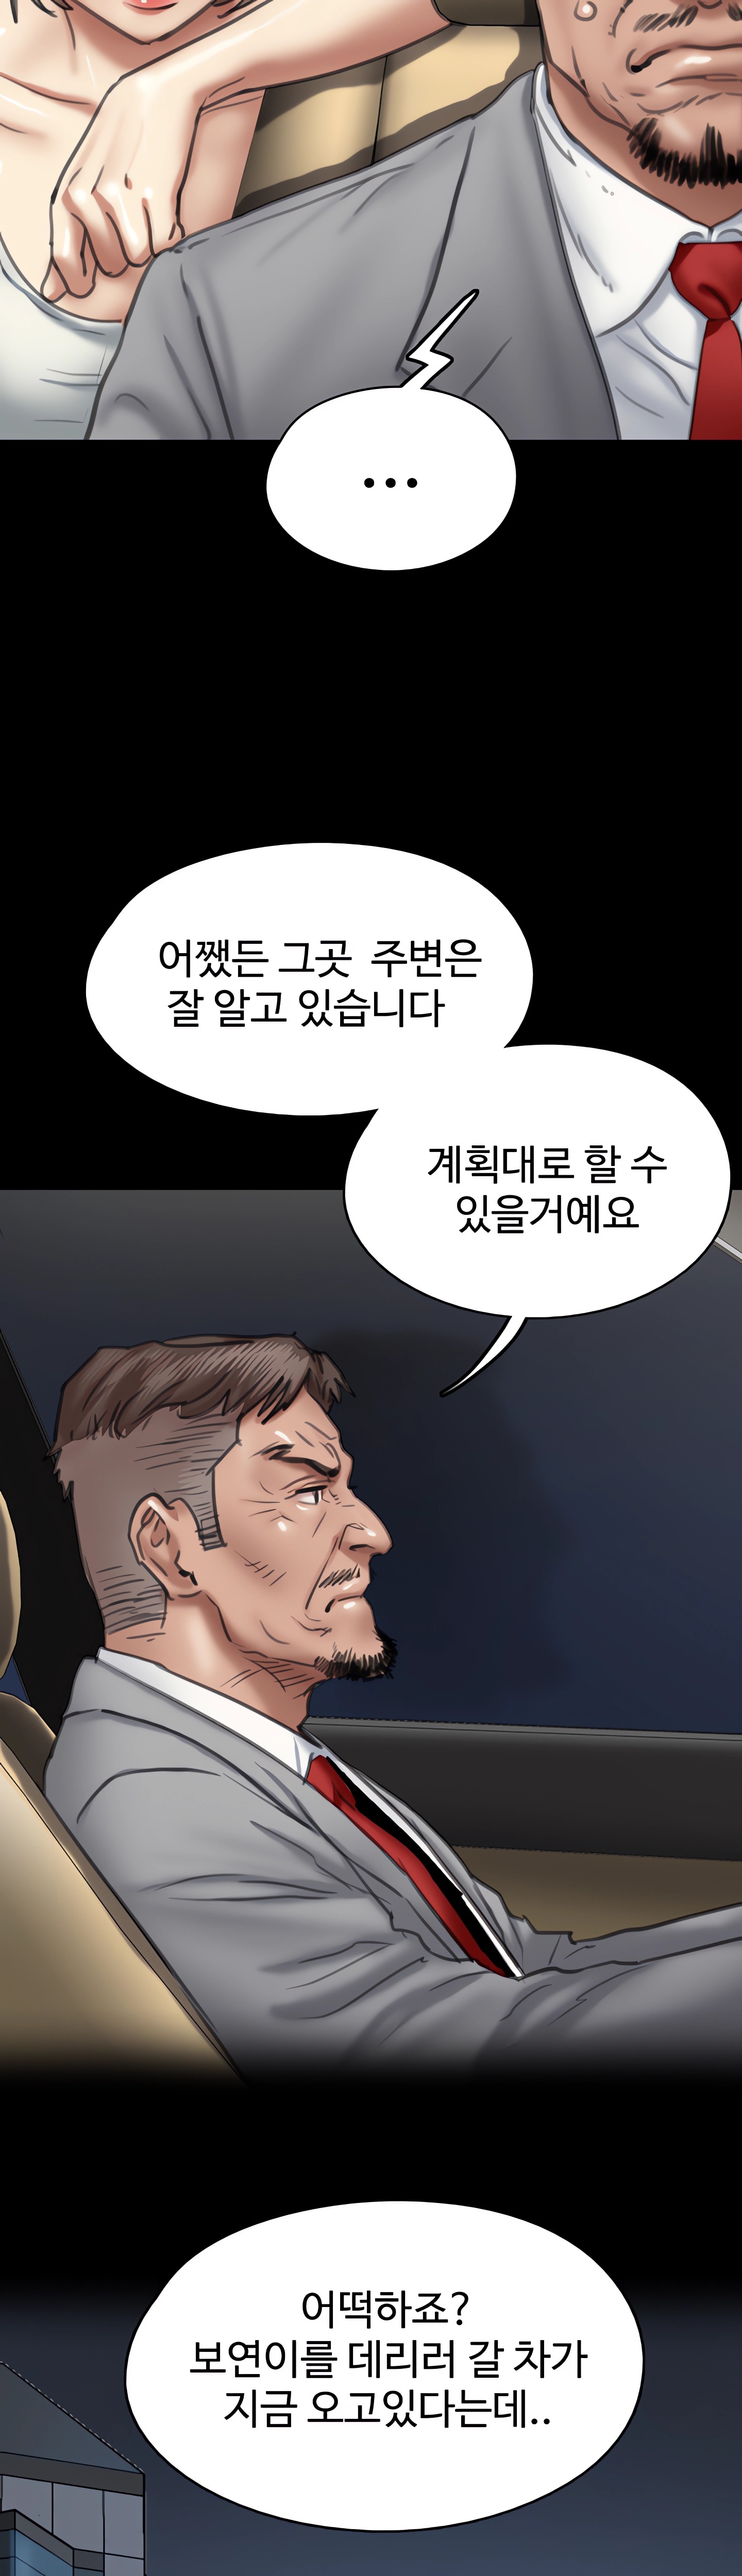 ...
어쨌든 그곳 주변은
잘 알고 있습니다
계획대로 할 수
있을거예요
어떡하죠?
보연이를 데리러 갈 차가
지금 오고있다는데..